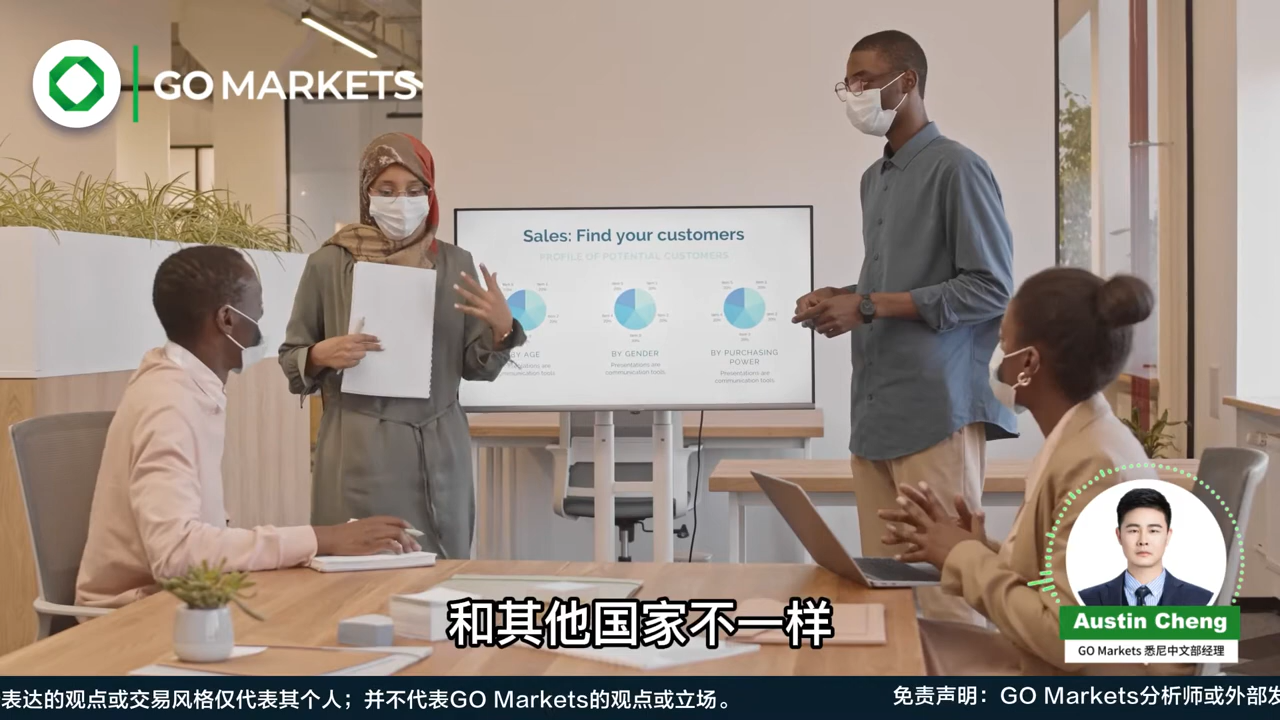 GO MARKETS
Sales: Find your customers
PROFILE OF POTENTIAL CUSTOMERS
BY AGE
BY GENDER
Presentations are
communication tools.
BY PURCHASING
POWER
Presentations are
communication tools.
和其他国家不一样
Austin Cheng
GO Markets 悉尼中文部经理
表达的观点或交易风格仅代表其个人；并不代表GO Markets的观点或立场。
免责声明：GO Markets分析师或外部发